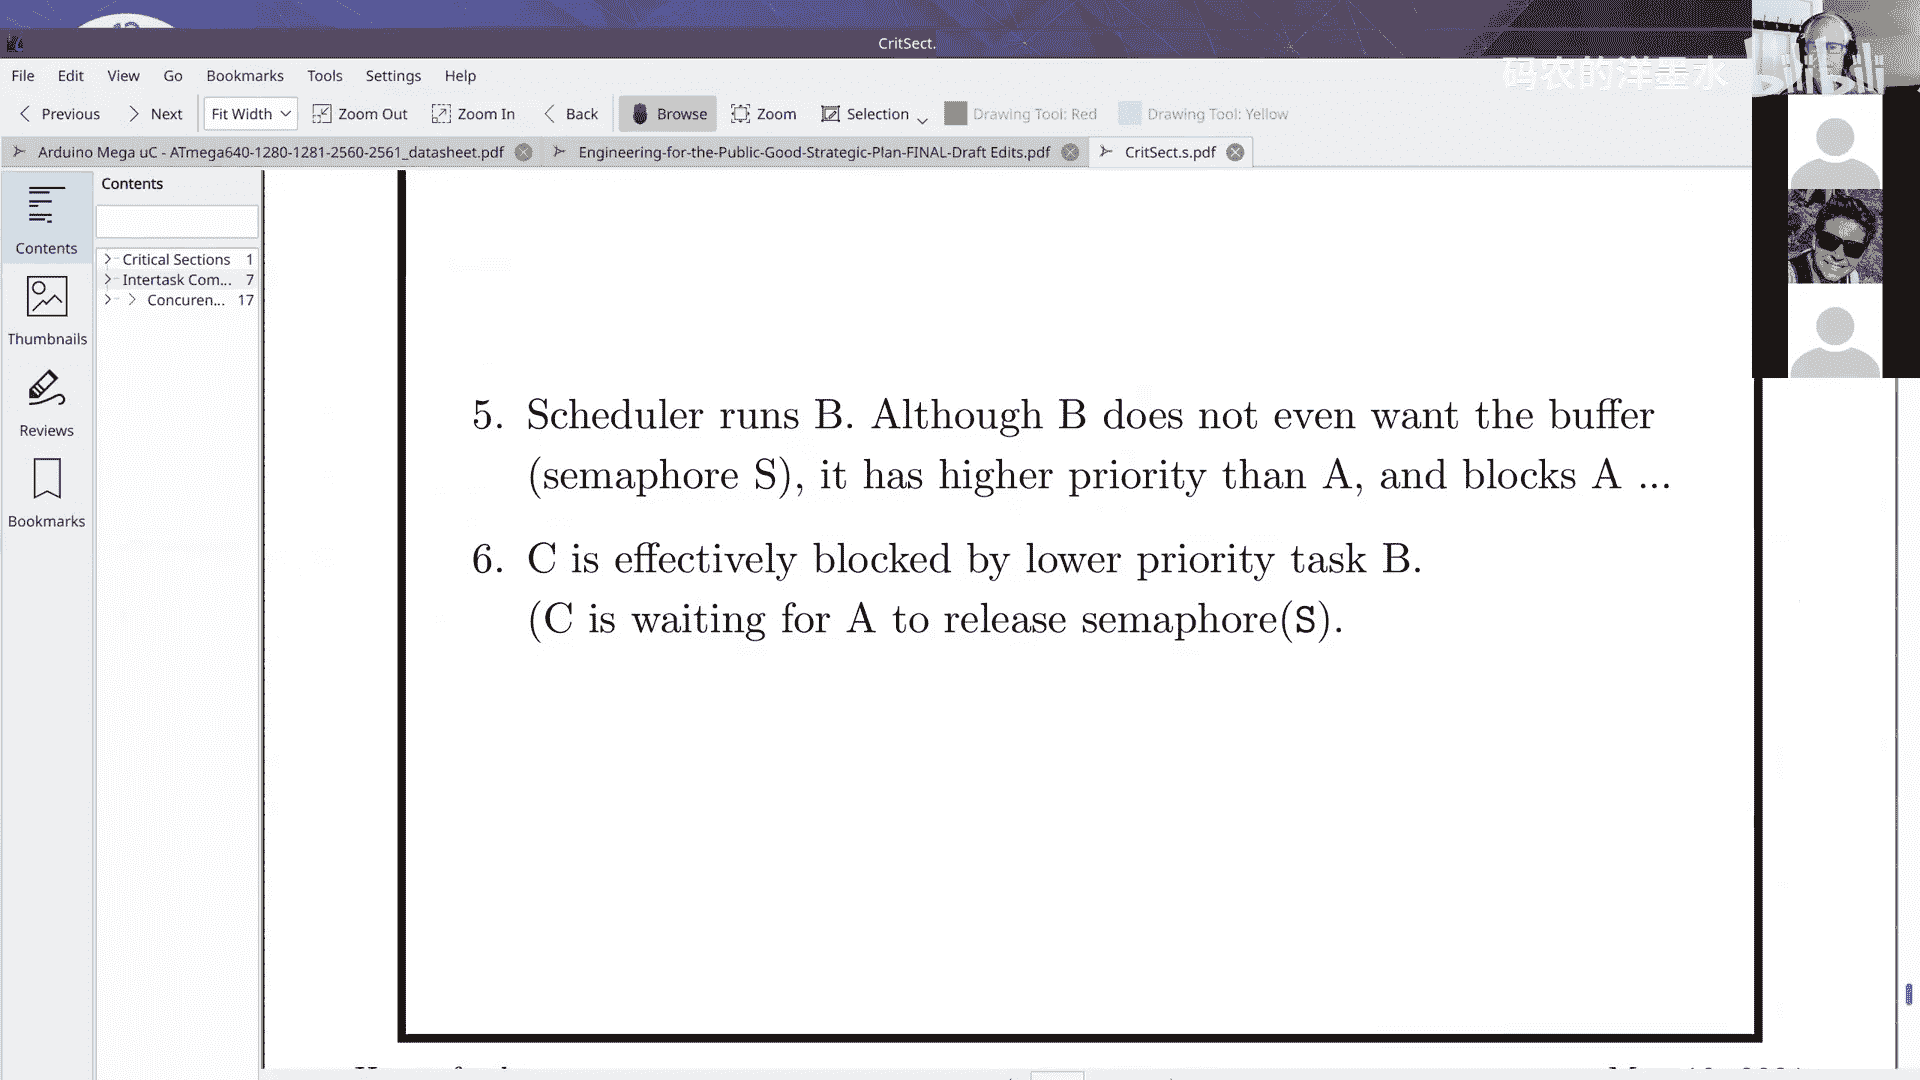 CritSect.
File Edit View Go Bookmarks Tools Settings Help
码农的洋墨水
bilibili
Previous Next Fit Width Zoom Out Zoom In Back Browse Zoom Selection Drawing Tool: Red Drawing Tool: Yellow
Arduino Mega uC - ATmega640-1280-1281-2560-2561_datasheet.pdf Engineering-for-the-Public-Good-Strategic-Plan-FINAL-Draft Edits.pdf CritSect.s.pdf
Contents
Contents
Thumbnails
Reviews
Bookmarks
Critical Sections 1
Intertask Com... 7
Concuren... 17
5. Scheduler runs B. Although B does not even want the buffer
(semaphore S), it has higher priority than A, and blocks A ...
6. C is effectively blocked by lower priority task B.
(C is waiting for A to release semaphore(S).